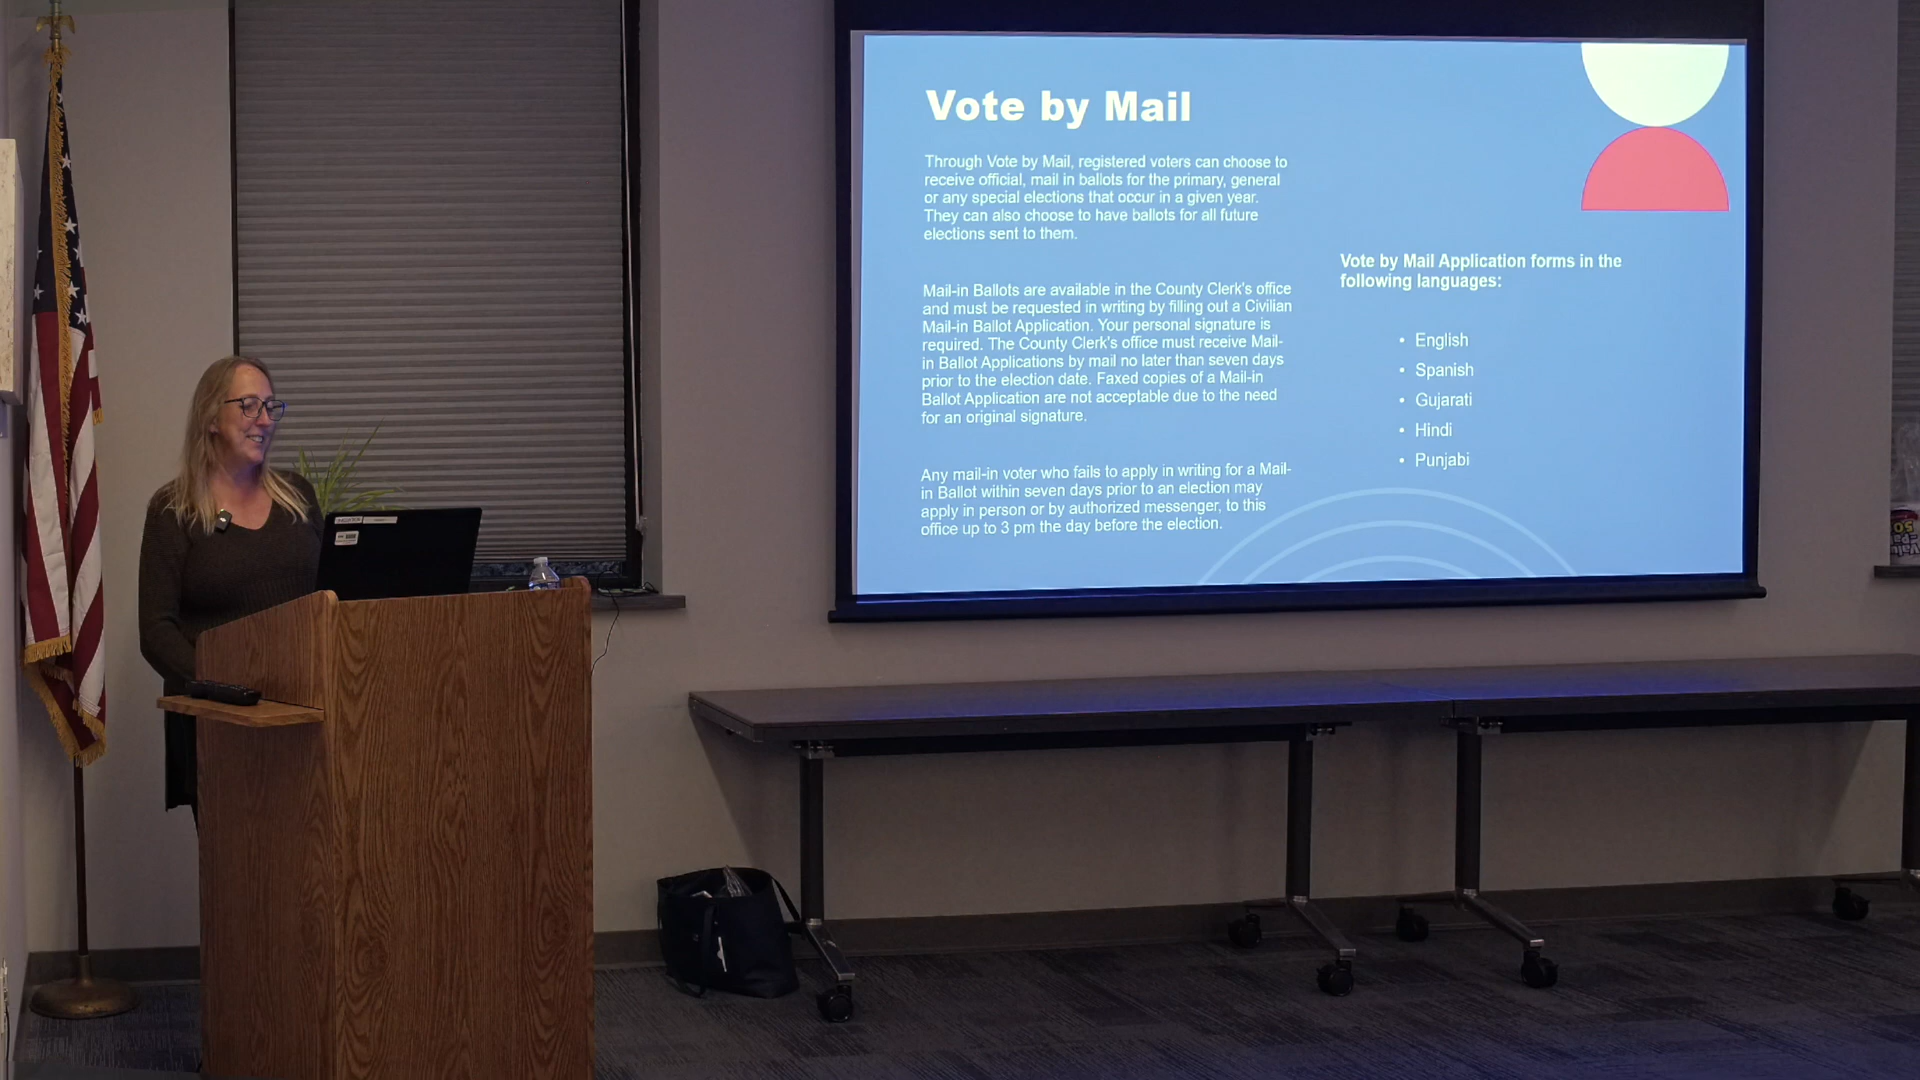 Vote by Mail
Through Vote by Mail, registered voters can choose to
receive official, mail in ballots for the primary, general
or any special elections that occur in a given year.
They can also choose to have ballots for all future
elections sent to them.
Mail-in Ballots are available in the County Clerk's office
and must be requested in writing by filling out a Civilian
Mail-in Ballot Application. Your personal signature is
required. The County Clerk's office must receive Mail-
in Ballot Applications by mail no later than seven days
prior to the election date. Faxed copies of a Mail-in
Ballot Application are not acceptable due to the need
for an original signature.
Any mail-in voter who fails to apply in writing for a Mail-
in Ballot within seven days prior to an election may
apply in person or by authorized messenger, to this
office up to 3 pm the day before the election.
Vote by Mail Application forms in the
following languages:
• English
• Spanish
• Gujarati
• Hindi
• Punjabi